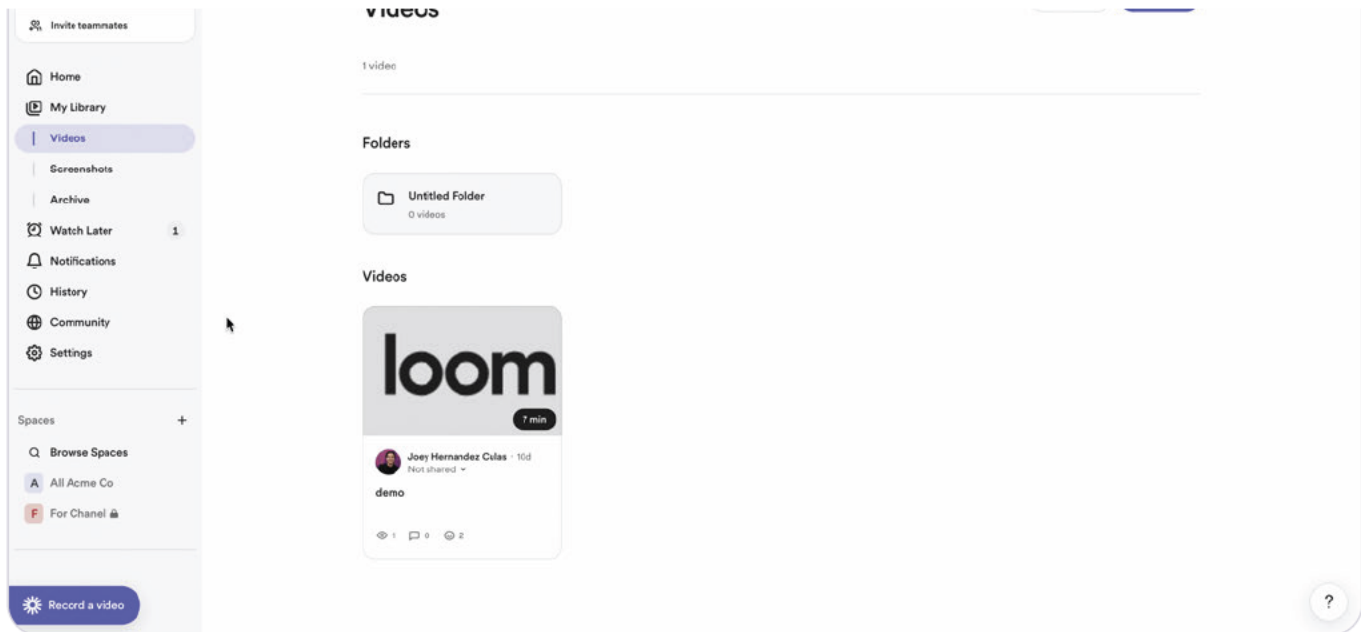 Invite teammates
Home
My Library
Videos
Screenshots
Archive
Watch Later 1
Notifications
History
Community
Settings
Spaces +
Browse Spaces
A All Acme Co
F For Chanel
Record a video
Videos
1 video
Folders
Untitled Folder
0 videos
Videos
loom
7 min
Joey Hernandez Culas · 10d
Not shared
demo
1 0 2
?